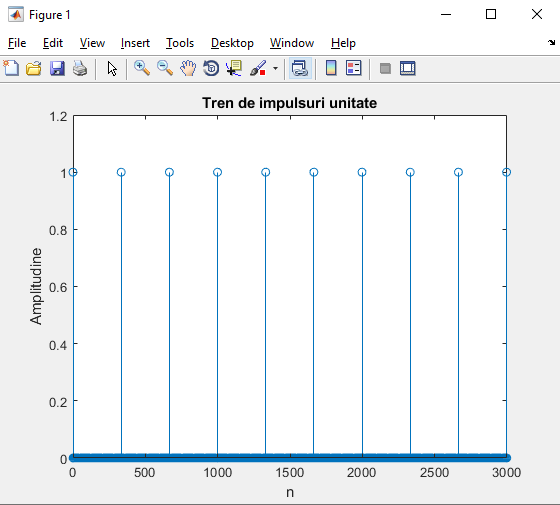 Figure 1
File Edit View Insert Tools Desktop Window Help
Tren de impulsuri unitate
1.2
1
0.8
0.6
0.4
0.2
0
Amplitudine
0 500 1000 1500 2000 2500 3000
n